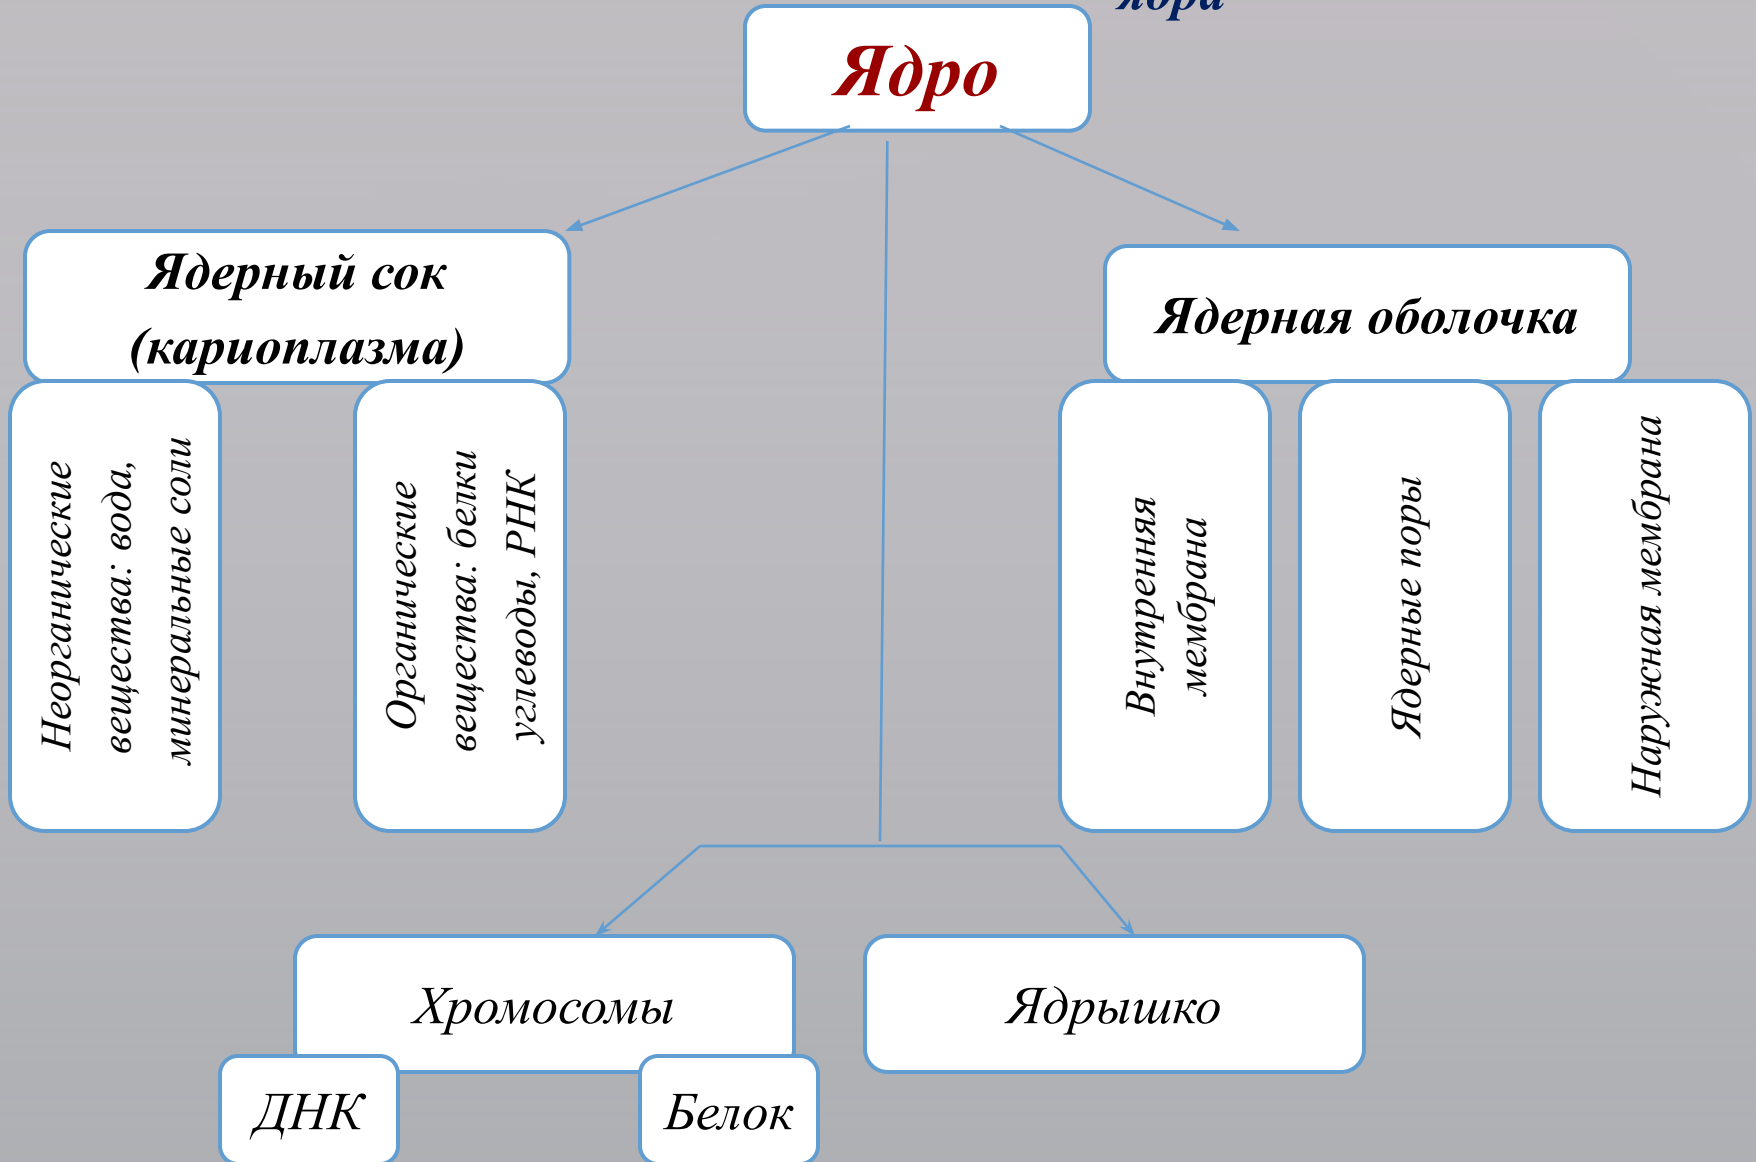 ядра
Ядро
Ядерный сок
(кариоплазма)
Ядерная оболочка
Неорганические
вещества: вода,
минеральные соли
Органические
вещества: белки
углеводы, РНК
Внутренняя
мембрана
Ядерные поры
Наружная мембрана
Хромосомы
Ядрышко
ДНК
Белок